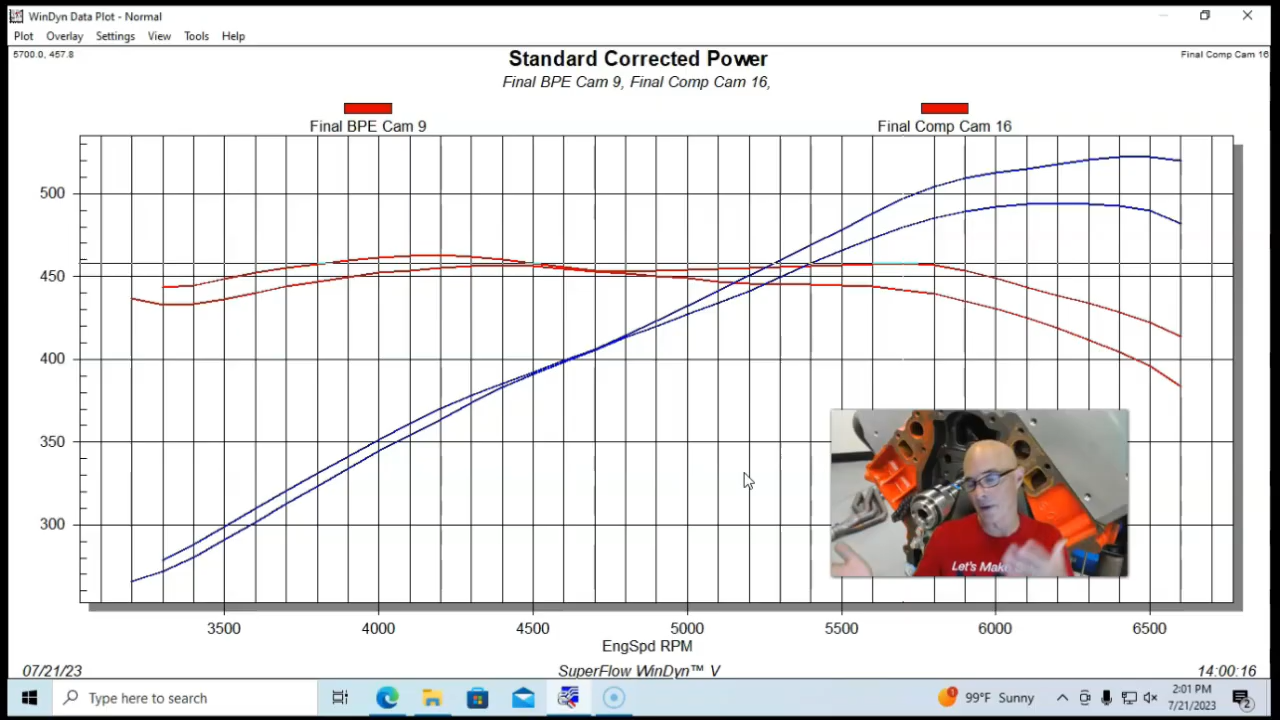 WinDyn Data Plot - Normal
Plot Overlay Settings View Tools Help
5700.0, 457.8
Final Comp Cam 16
Standard Corrected Power
Final BPE Cam 9, Final Comp Cam 16,
Final BPE Cam 9
Final Comp Cam 16
500
450
400
350
300
Let's Make
3500 4000 4500 5000 5500 6000 6500
EngSpd RPM
07/21/23
SuperFlow WinDyn™ V
14:00:16
Type here to search
1
99°F Sunny
2:01 PM
7/21/2023
2